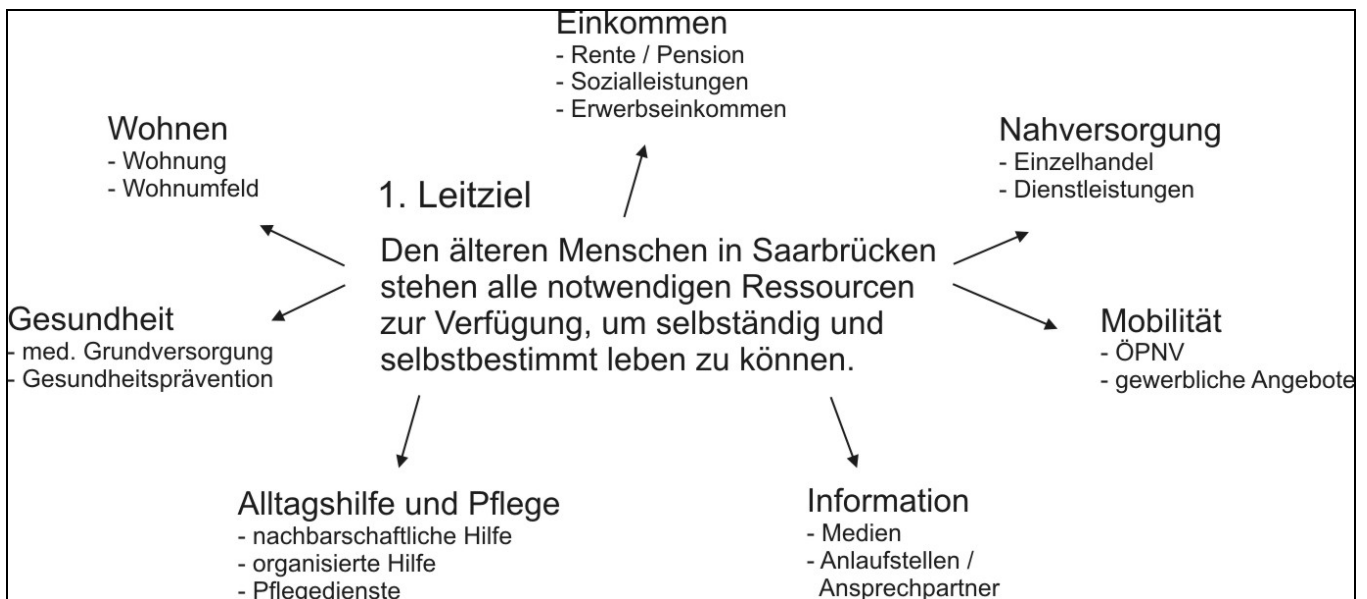 Einkommen
- Rente / Pension
- Sozialleistungen
- Erwerbseinkommen
Wohnen
- Wohnung
- Wohnumfeld
Nahversorgung
- Einzelhandel
- Dienstleistungen
1. Leitziel
Den älteren Menschen in Saarbrücken
stehen alle notwendigen Ressourcen
zur Verfügung, um selbständig und
selbstbestimmt leben zu können.
Gesundheit
- med. Grundversorgung
- Gesundheitsprävention
Mobilität
- ÖPNV
- gewerbliche Angebote
Alltagshilfe und Pflege
- nachbarschaftliche Hilfe
- organisierte Hilfe
- Pflegedienste
Information
- Medien
- Anlaufstellen /
Ansprechpartner